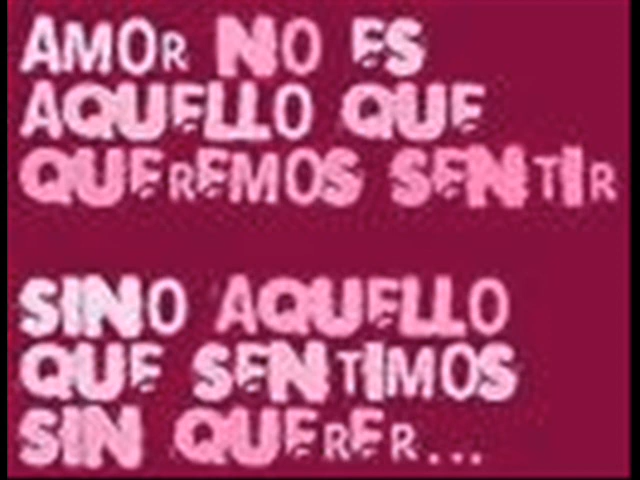 AMOR NO ES
AQUELLO QUE
QUEREMOS SENTIR
SINO AQUELLO
QUE SENTIMOS
SIN QUERER...